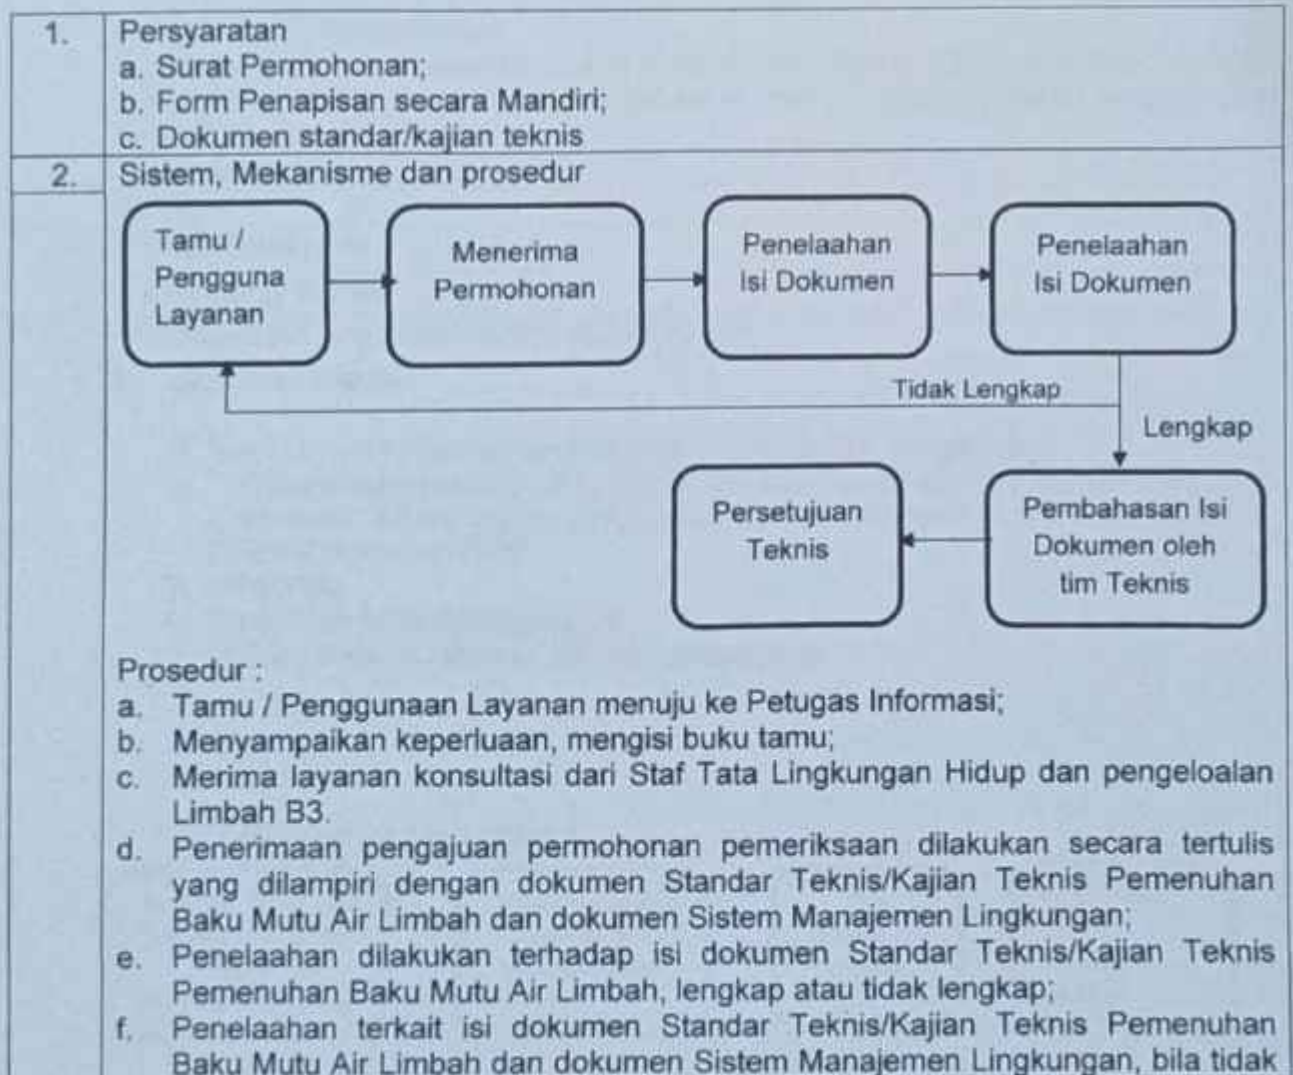 1. Persyaratan
a. Surat Permohonan;
b. Form Penapisan secara Mandiri;
c. Dokumen standar/kajian teknis
2. Sistem, Mekanisme dan prosedur
Tamu /
Pengguna
Layanan
Menerima
Permohonan
Penelaahan
Isi Dokumen
Penelaahan
Isi Dokumen
Tidak Lengkap
Lengkap
Persetujuan
Teknis
Pembahasan Isi
Dokumen oleh
tim Teknis
Prosedur :
a. Tamu / Penggunaan Layanan menuju ke Petugas Informasi;
b. Menyampaikan keperluaan, mengisi buku tamu;
c. Merima layanan konsultasi dari Staf Tata Lingkungan Hidup dan pengeloalan
Limbah B3.
d. Penerimaan pengajuan permohonan pemeriksaan dilakukan secara tertulis
yang dilampiri dengan dokumen Standar Teknis/Kajian Teknis Pemenuhan
Baku Mutu Air Limbah dan dokumen Sistem Manajemen Lingkungan;
e. Penelaahan dilakukan terhadap isi dokumen Standar Teknis/Kajian Teknis
Pemenuhan Baku Mutu Air Limbah, lengkap atau tidak lengkap;
f. Penelaahan terkait isi dokumen Standar Teknis/Kajian Teknis Pemenuhan
Baku Mutu Air Limbah dan dokumen Sistem Manajemen Lingkungan, bila tidak